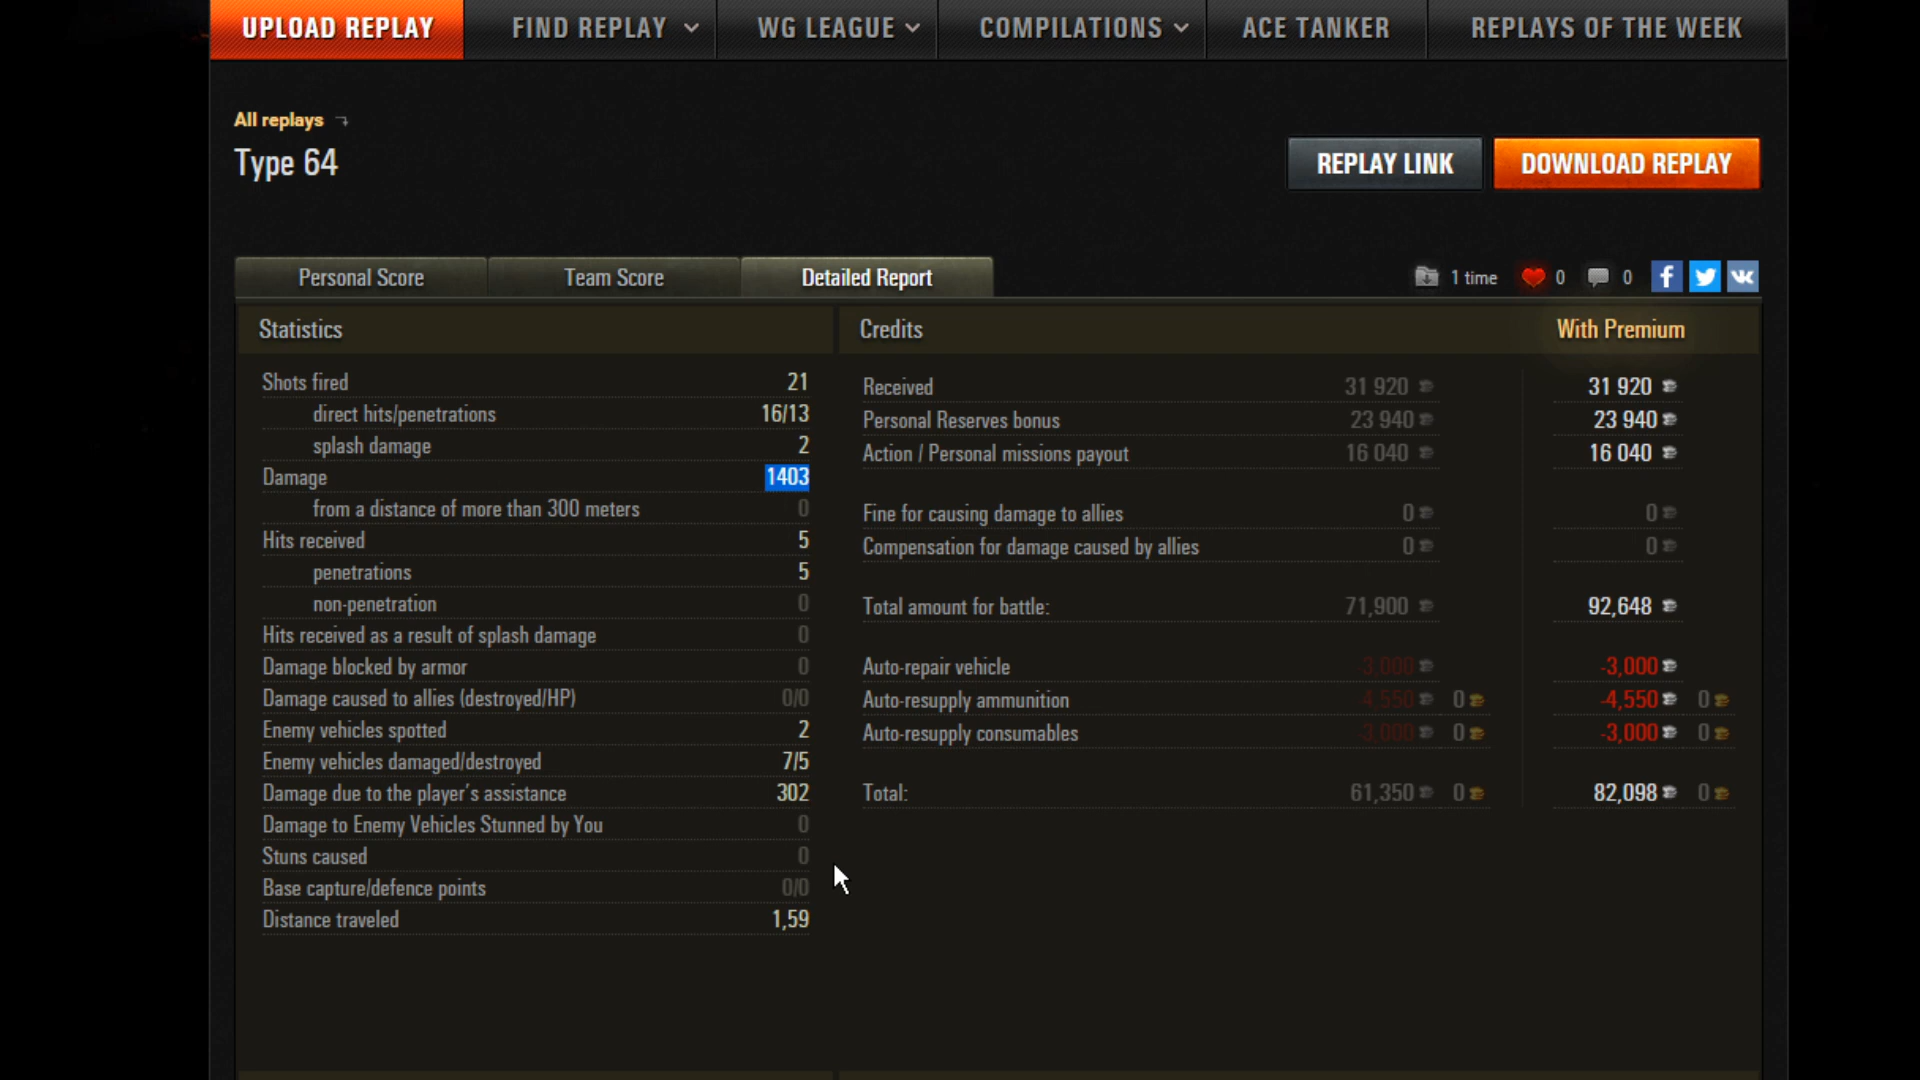 UPLOAD REPLAY FIND REPLAY WG LEAGUE COMPILATIONS ACE TANKER REPLAYS OF THE WEEK
All replays
Type 64
REPLAY LINK DOWNLOAD REPLAY
Personal Score Team Score Detailed Report 1 time 0 0
Statistics
Shots fired 21
direct hits/penetrations 16/13
splash damage 2
Damage 1403
from a distance of more than 300 meters 0
Hits received 5
penetrations 5
non-penetration 0
Hits received as a result of splash damage 0
Damage blocked by armor 0
Damage caused to allies (destroyed/HP) 0/0
Enemy vehicles spotted 2
Enemy vehicles damaged/destroyed 7/5
Damage due to the player's assistance 302
Damage to Enemy Vehicles Stunned by You 0
Stuns caused 0
Base capture/defence points 0/0
Distance traveled 1,59
Credits With Premium
Received 31 920 31 920
Personal Reserves bonus 23 940 23 940
Action / Personal missions payout 16 040 16 040
Fine for causing damage to allies 0 0
Compensation for damage caused by allies 0 0
Total amount for battle: 71,900 92,648
Auto-repair vehicle -3,000 -3,000
Auto-resupply ammunition -4,550 0 -4,550 0
Auto-resupply consumables -3,000 0 -3,000 0
Total: 61,350 0 82,098 0